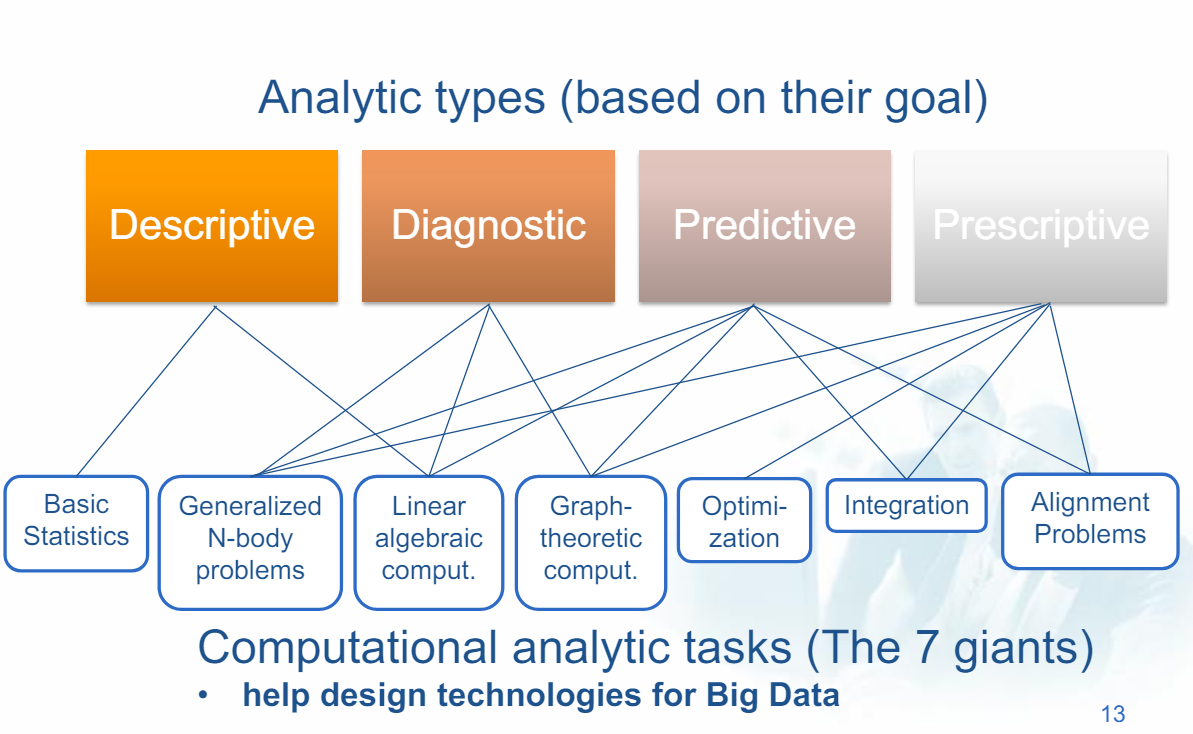 Analytic types (based on their goal)
Descriptive
Diagnostic
Predictive
Prescriptive
Basic
Statistics
Generalized
N-body
problems
Linear
algebraic
comput.
Graph-
theoretic
comput.
Optimi-
zation
Integration
Alignment
Problems
Computational analytic tasks (The 7 giants)
• help design technologies for Big Data
13